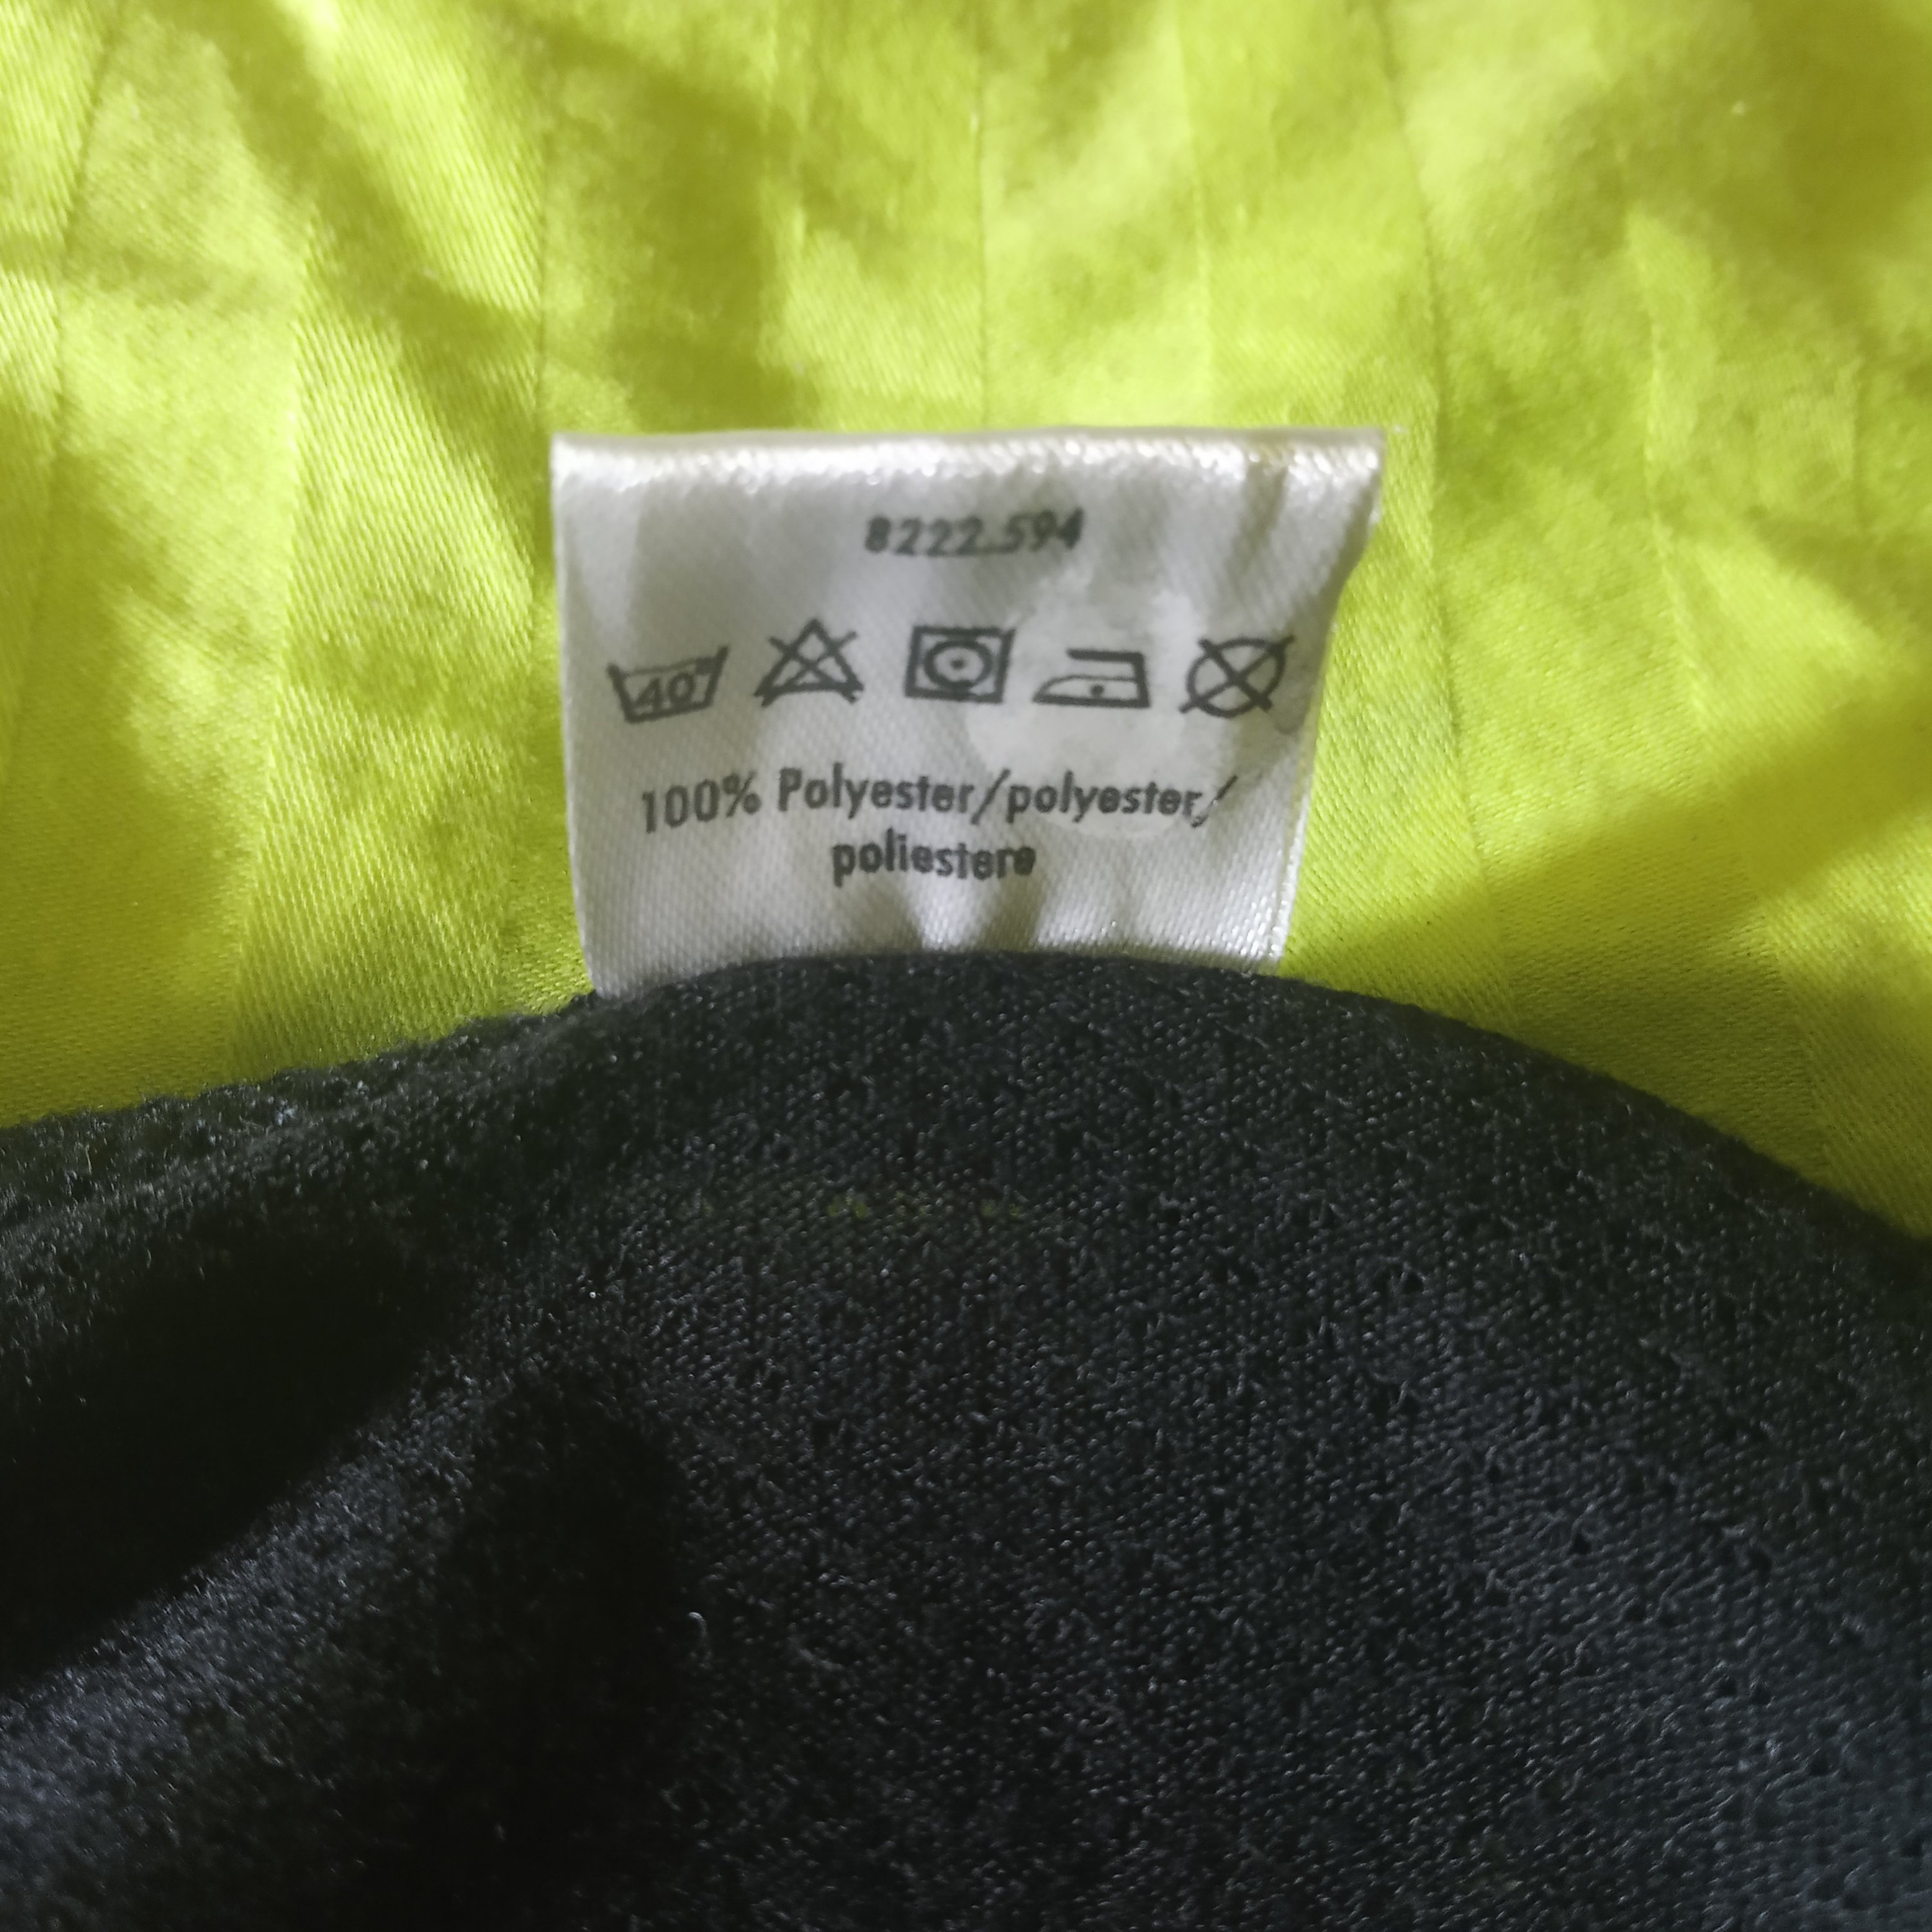 8222.594
40
100% Polyester/polyester/
poliestere